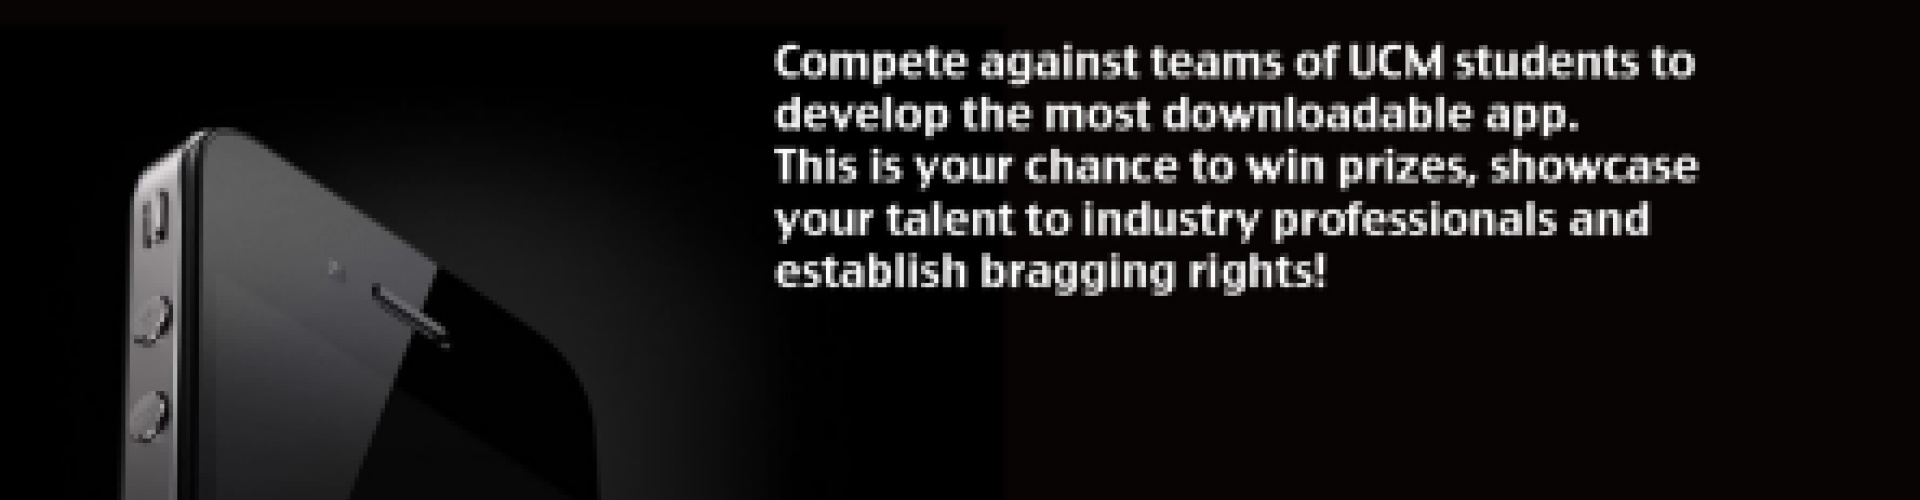 Compete against teams of UCM students to
develop the most downloadable app.
This is your chance to win prizes, showcase
your talent to industry professionals and
establish bragging rights!